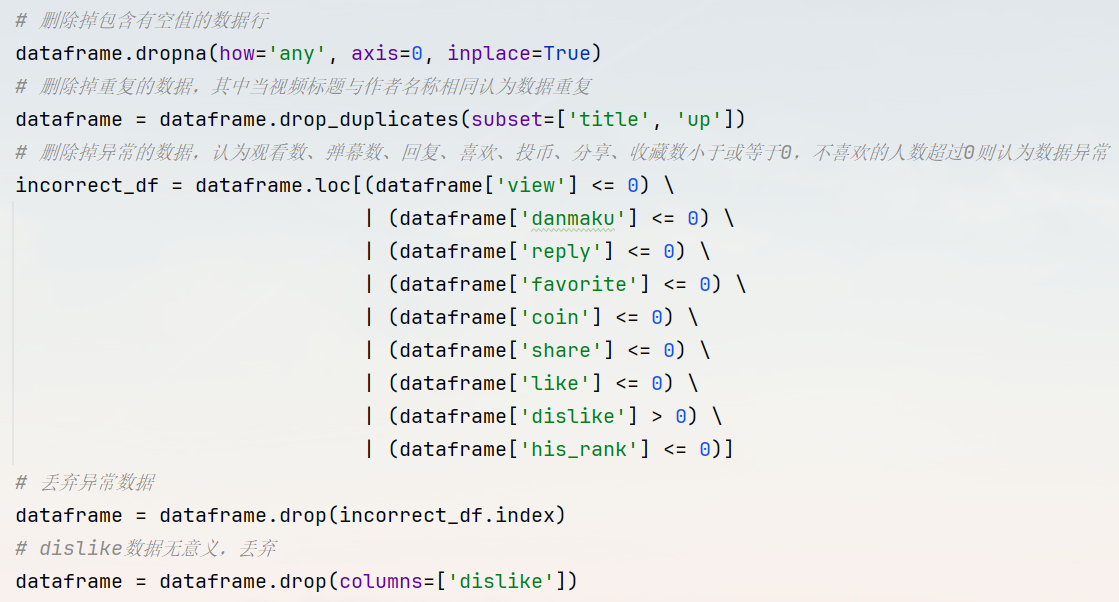 # 删除掉包含有空值的数据行
dataframe.dropna(how='any', axis=0, inplace=True)
# 删除掉重复的数据，其中当视频标题与作者名称相同认为数据重复
dataframe = dataframe.drop_duplicates(subset=['title', 'up'])
# 删除掉异常的数据，认为观看数、弹幕数、回复、喜欢、投币、分享、收藏数小于或等于0，不喜欢的人数超过0则认为数据异常
incorrect_df = dataframe.loc[(dataframe['view'] <= 0) \
| (dataframe['danmaku'] <= 0) \
| (dataframe['reply'] <= 0) \
| (dataframe['favorite'] <= 0) \
| (dataframe['coin'] <= 0) \
| (dataframe['share'] <= 0) \
| (dataframe['like'] <= 0) \
| (dataframe['dislike'] > 0) \
| (dataframe['his_rank'] <= 0)]
# 丢弃异常数据
dataframe = dataframe.drop(incorrect_df.index)
# dislike数据无意义，丢弃
dataframe = dataframe.drop(columns=['dislike'])